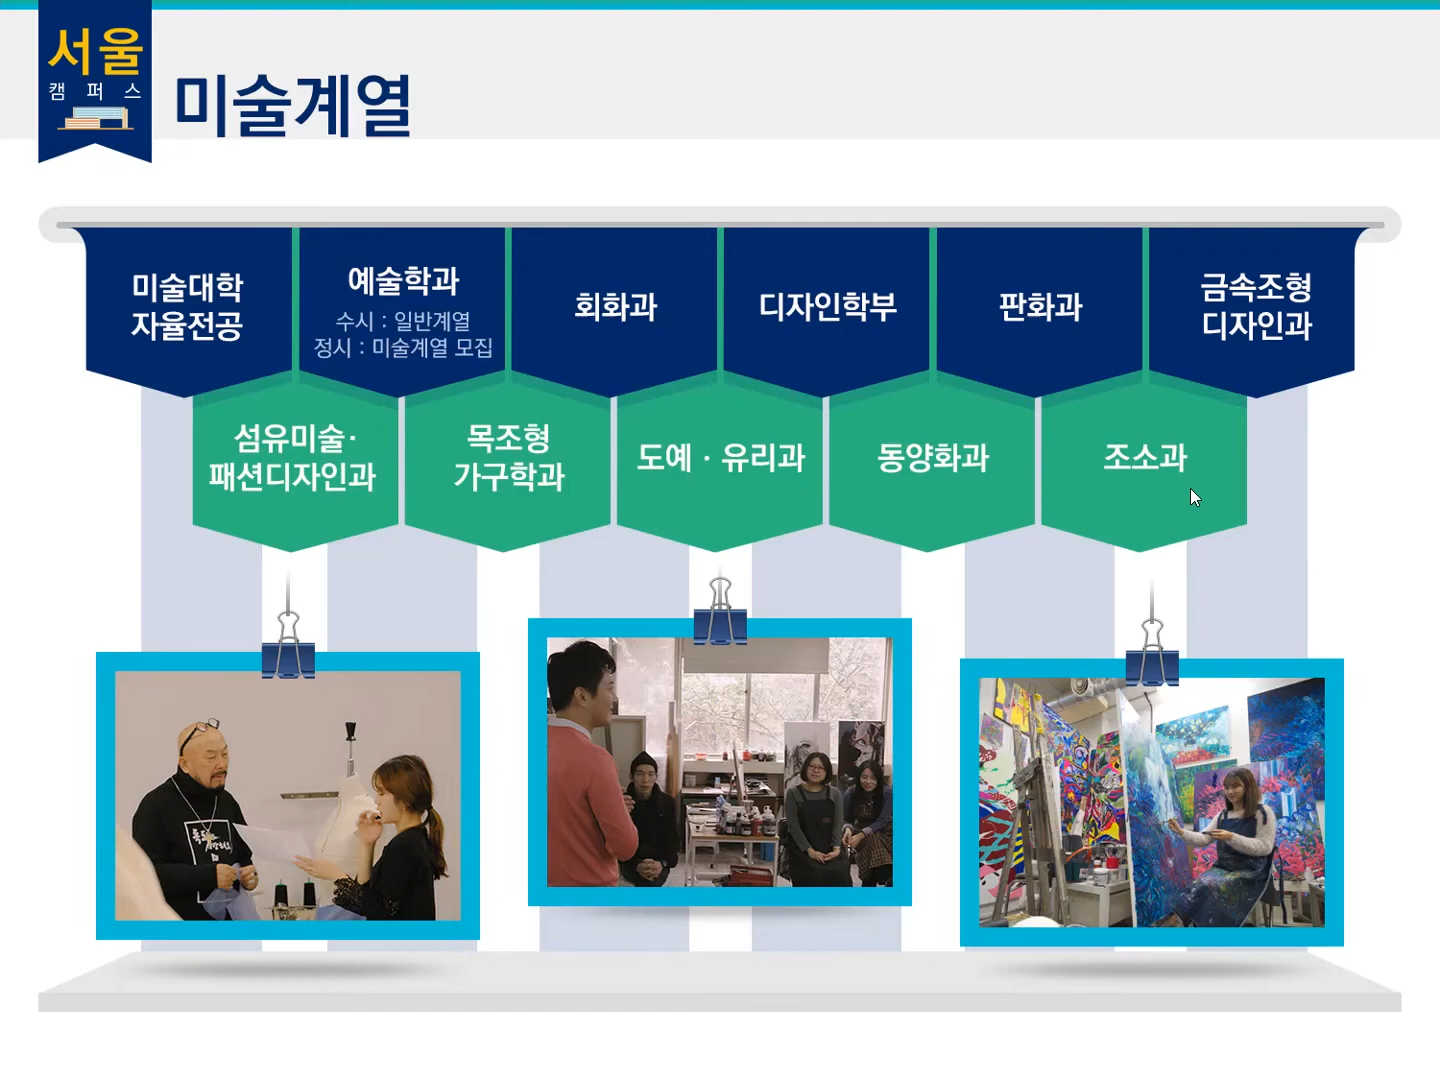 서울
캠 퍼 스
미술계열
미술대학
자율전공
예술학과
수시 : 일반계열
정시 : 미술계열 모집
회화과
디자인학부
판화과
금속조형
디자인과
섬유미술·
패션디자인과
목조형
가구학과
도예 · 유리과
동양화과
조소과